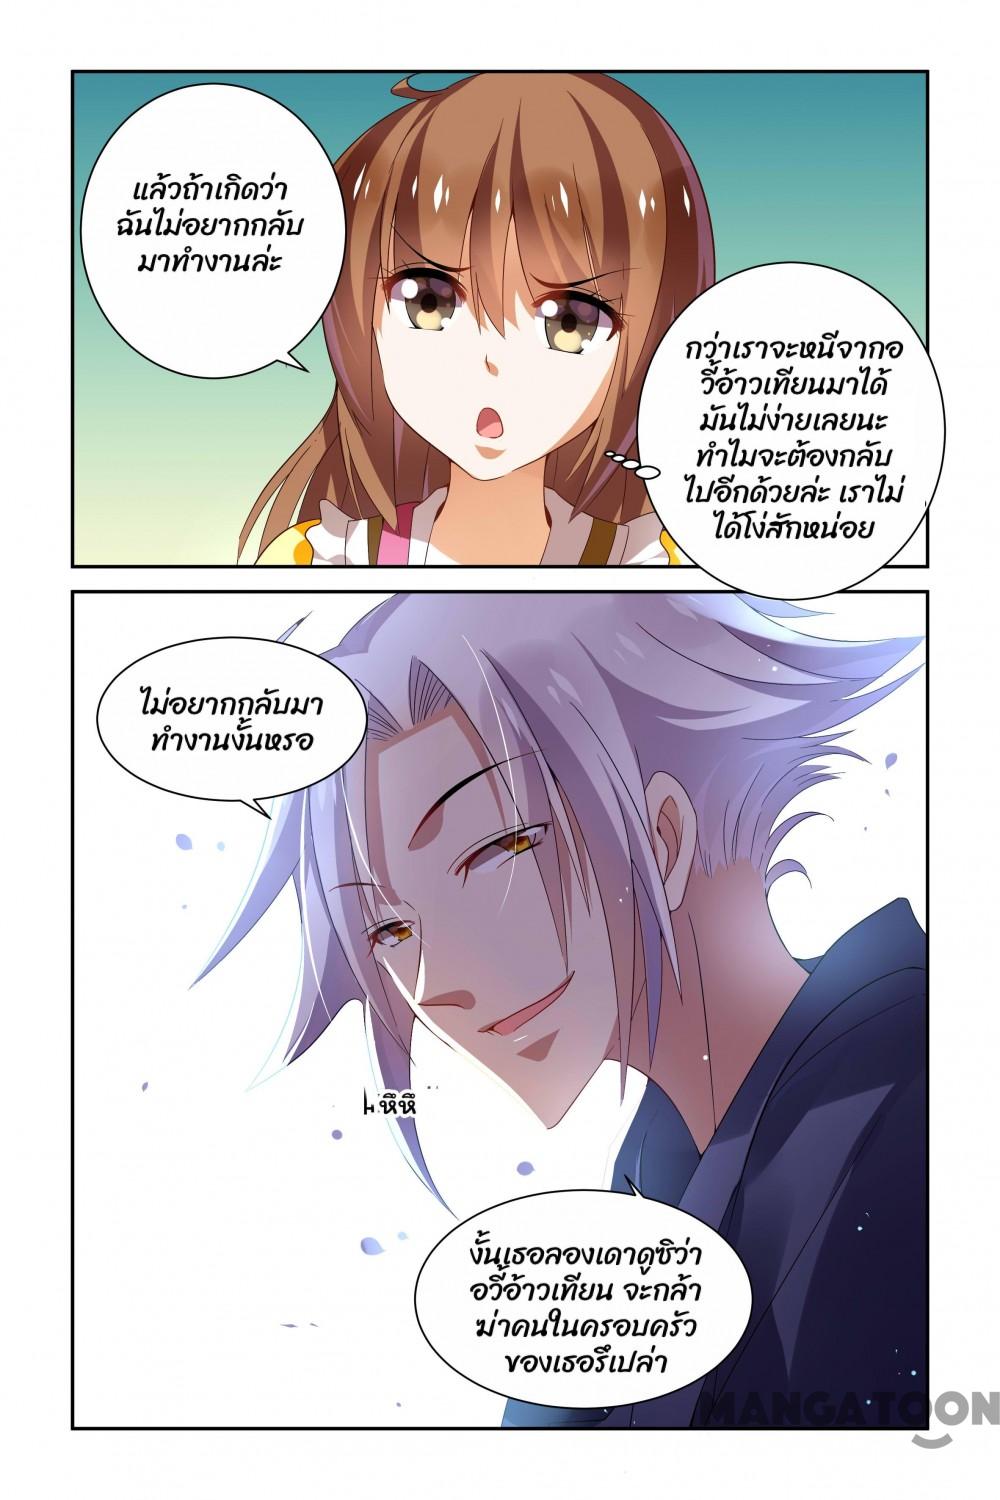 แล้วถ้าเกิดว่า
ฉันไม่อยากกลับ
มาทำงานล่ะ
กว่าเราจะหนีจากอ
วี้อ้าวเทียนมาได้
มันไม่ง่ายเลยนะ
ทำไมจะต้องกลับ
ไปอีกด้วยล่ะ เราไม่
ได้โง่สักหน่อย
ไม่อยากกลับมา
ทำงานงั้นหรอ
หึหึ
งั้นเธอลองเดาดูซิว่า
อวี้อ้าวเทียน จะกล้า
ฆ่าคนในครอบครัว
ของเธอรึเปล่า
MANGATOON